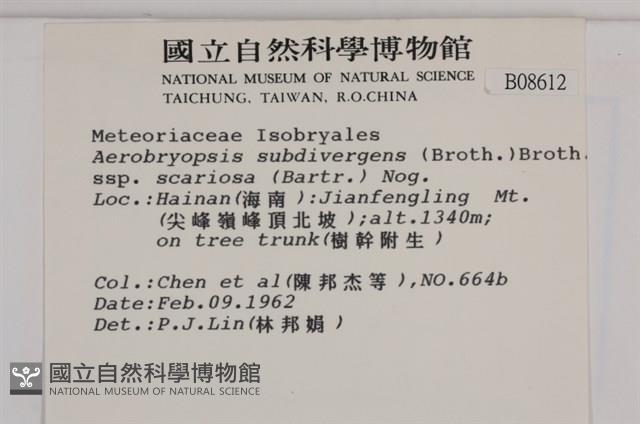 國立自然科學博物館
NATIONAL MUSEUM OF NATURAL SCIENCE
TAICHUNG, TAIWAN, R.O.CHINA
B08612
Meteoriaceae Isobryales
Aerobryopsis subdivergens (Broth.)Broth.
ssp. scariosa (Bartr.) Nog.
Loc.:Hainan(海南):Jianfengling Mt.
(尖峰嶺峰頂北坡);alt.1340m;
on tree trunk(樹幹附生)
Col.:Chen et al(陳邦杰等),NO.664b
Date:Feb.09.1962
Det.:P.J.Lin(林邦娟)
國立自然科學博物館
NATIONAL MUSEUM OF NATURAL SCIENCE